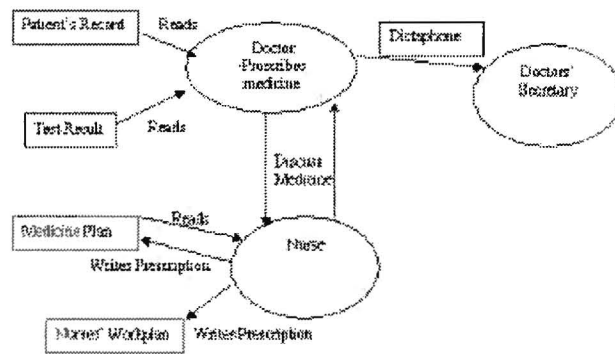 Patient's Record
Reads
Doctor
Prescribes
medicine
Dictaphone
Doctors'
Secretary
Test Result
Reads
Discuss
Medicine
Reads
Medicine Plan
Nurse
Writes Prescription
Nurses' Workplan
Writes Prescription